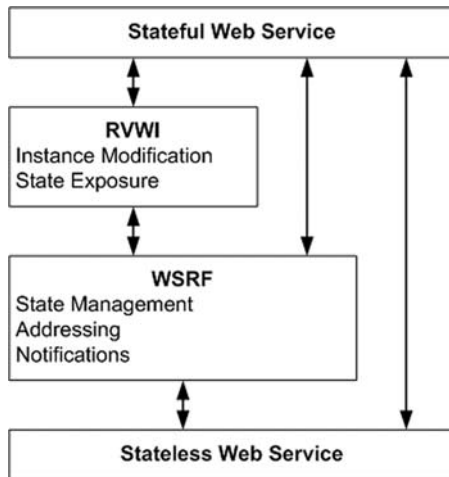 Stateful Web Service
RVWI
Instance Modification
State Exposure
WSRF
State Management
Addressing
Notifications
Stateless Web Service